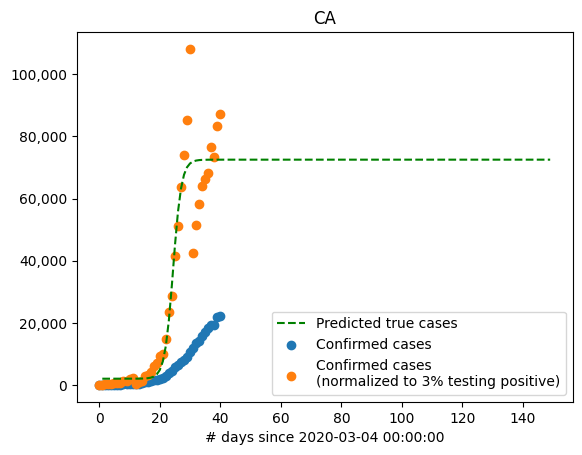 CA
100,000
80,000
60,000
40,000
20,000
0
Predicted true cases
Confirmed cases
Confirmed cases
(normalized to 3% testing positive)
0 20 40 60 80 100 120 140
# days since 2020-03-04 00:00:00